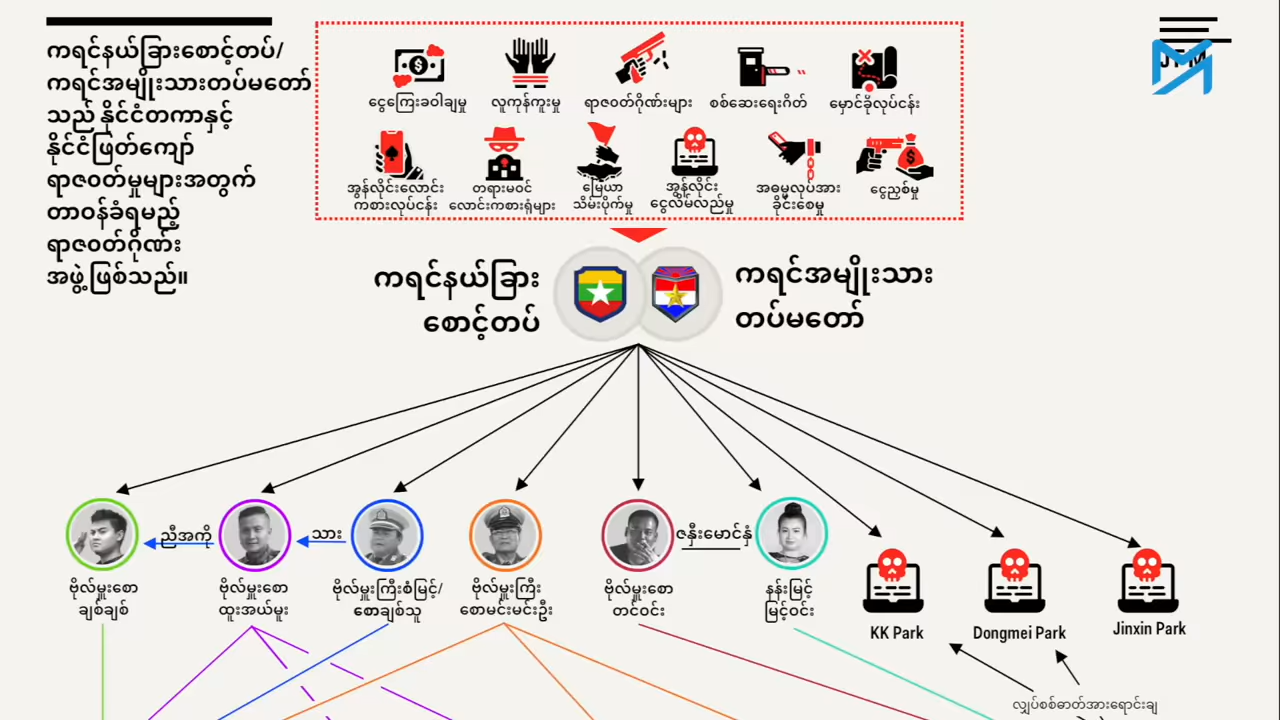 ကရင်နယ်ခြားစောင့်တပ်/
ကရင်အမျိုးသားတပ်မတော်
သည် နိုင်ငံတကာနှင့်
နိုင်ငံဖြတ်ကျော်
ရာဇဝတ်မှုများအတွက်
တာဝန်ခံရမည့်
ရာဇဝတ်ဂိုဏ်း
အဖွဲ့ဖြစ်သည်။
ငွေကြေးခဝါချမှု
လူကုန်ကူးမှု
ရာဇဝတ်ဂိုဏ်းများ
စစ်ဆေးရေးဂိတ်
မှောင်ခိုလုပ်ငန်း
အွန်လိုင်းလောင်း
ကစားလုပ်ငန်း
တရားမဝင်
လောင်းကစားရုံများ
မြေယာ
သိမ်းပိုက်မှု
အွန်လိုင်း
ငွေလိမ်လည်မှု
အဓမ္မလုပ်အား
ခိုင်းစေမှု
ငွေညှစ်မှု
ကရင်နယ်ခြား
စောင့်တပ်
ကရင်အမျိုးသား
တပ်မတော်
ညီအကို
သား
ဇနီးမောင်နှံ
ဗိုလ်မှူးစော
ချစ်ချစ်
ဗိုလ်မှူးစော
ထူးအယ်မူး
ဗိုလ်မှူးကြီးစံမြင့်/
စောချစ်သူ
ဗိုလ်မှူးကြီး
စောမင်းမင်းဦး
ဗိုလ်မှူးစော
တင်ဝင်း
နန်းမြင့်
မြင့်ဝင်း
KK Park
Dongmei Park
Jinxin Park
လျှပ်စစ်ဓာတ်အားရောင်းချ